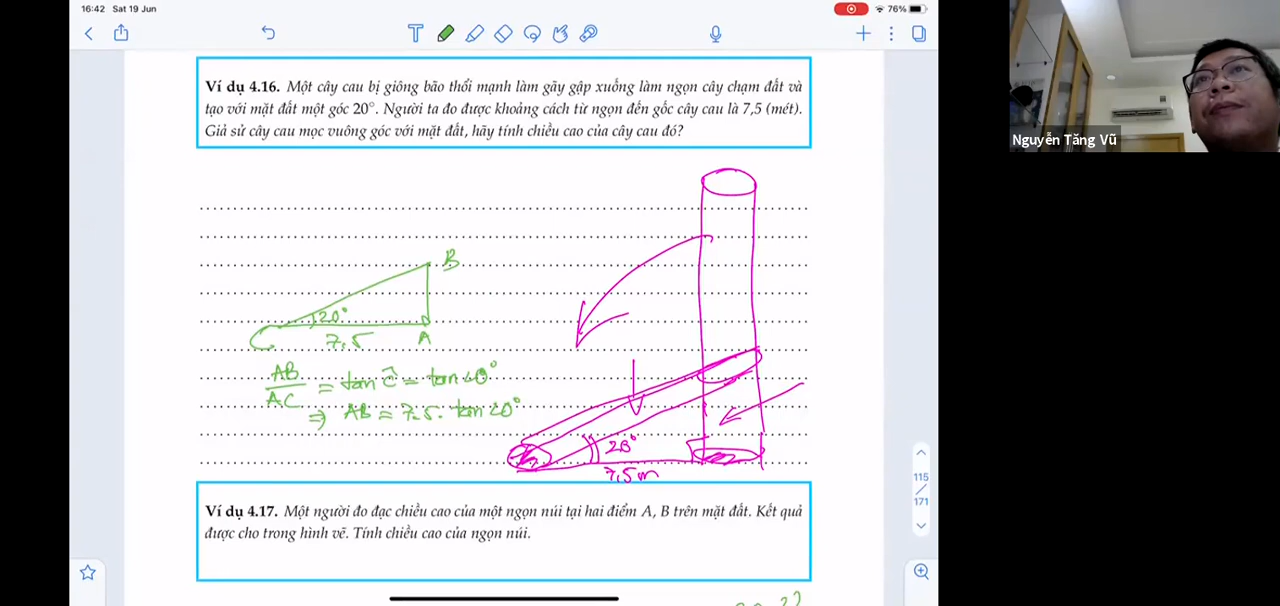 16:42 Sat 19 Jun
76%
Ví dụ 4.16. Một cây cau bị giông bão thổi mạnh làm gãy gập xuống làm ngọn cây chạm đất và
tạo với mặt đất một góc 20°. Người ta đo được khoảng cách từ ngọn đến gốc cây cau là 7,5 (mét).
Giả sử cây cau mọc vuông góc với mặt đất, hãy tính chiều cao của cây cau đó?
Nguyễn Tăng Vũ
B
20°
C
7.5
A
AB/AC = tan Ĉ = tan 20°
⇒ AB = 7.5. tan 20°
20°
7,5m
Ví dụ 4.17. Một người đo đạc chiều cao của một ngọn núi tại hai điểm A, B trên mặt đất. Kết quả
được cho trong hình vẽ. Tính chiều cao của ngọn núi.
115
/
171